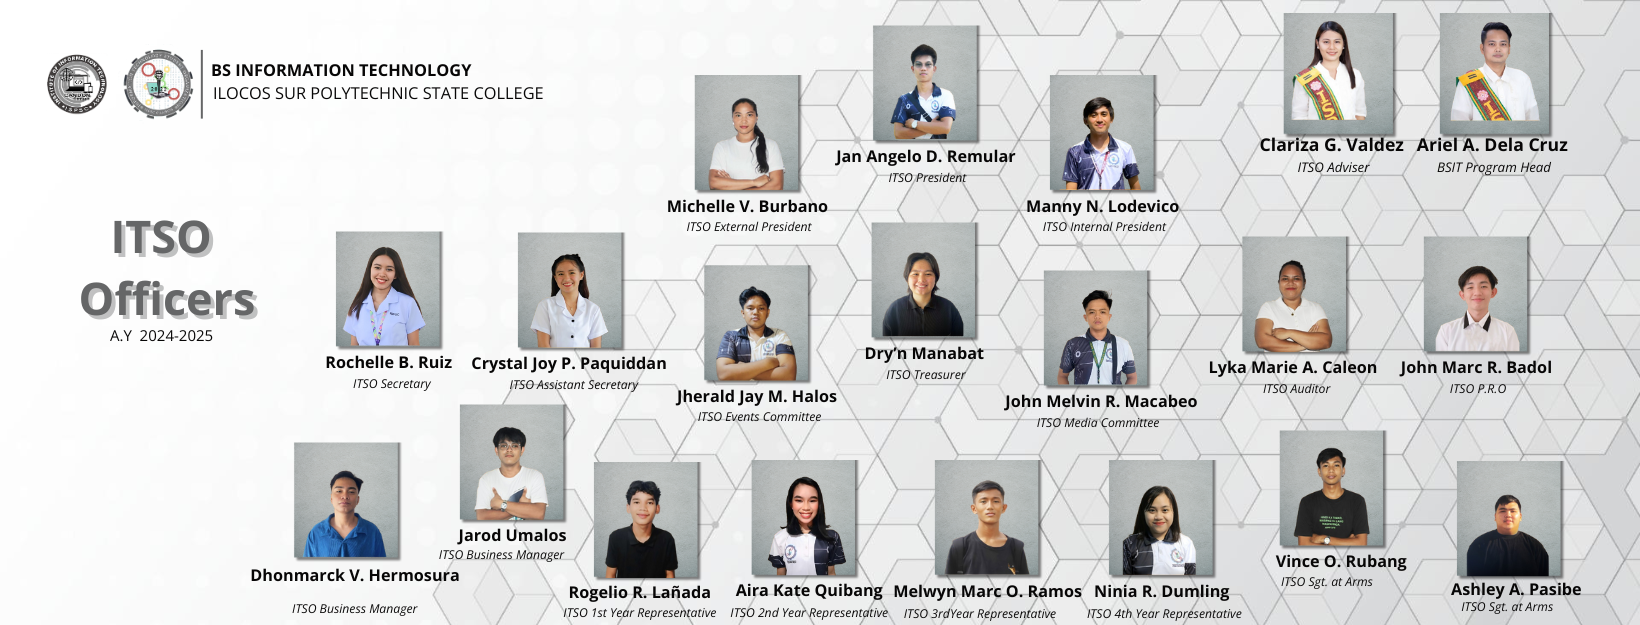 BS INFORMATION TECHNOLOGY
ILOCOS SUR POLYTECHNIC STATE COLLEGE
ITSO
Officers
A.Y 2024-2025
Clariza G. Valdez
ITSO Adviser
Ariel A. Dela Cruz
BSIT Program Head
Jan Angelo D. Remular
ITSO President
Michelle V. Burbano
ITSO External President
Manny N. Lodevico
ITSO Internal President
Rochelle B. Ruiz
ITSO Secretary
Crystal Joy P. Paquiddan
ITSO Assistant Secretary
Jherald Jay M. Halos
ITSO Events Committee
Dry'n Manabat
ITSO Treasurer
John Melvin R. Macabeo
ITSO Media Committee
Lyka Marie A. Caleon
ITSO Auditor
John Marc R. Badol
ITSO P.R.O
Dhonmarck V. Hermosura
ITSO Business Manager
Jarod Umalos
ITSO Business Manager
Rogelio R. Lañada
ITSO 1st Year Representative
Aira Kate Quibang
ITSO 2nd Year Representative
Melwyn Marc O. Ramos
ITSO 3rdYear Representative
Ninia R. Dumling
ITSO 4th Year Representative
Vince O. Rubang
ITSO Sgt. at Arms
Ashley A. Pasibe
ITSO Sgt. at Arms